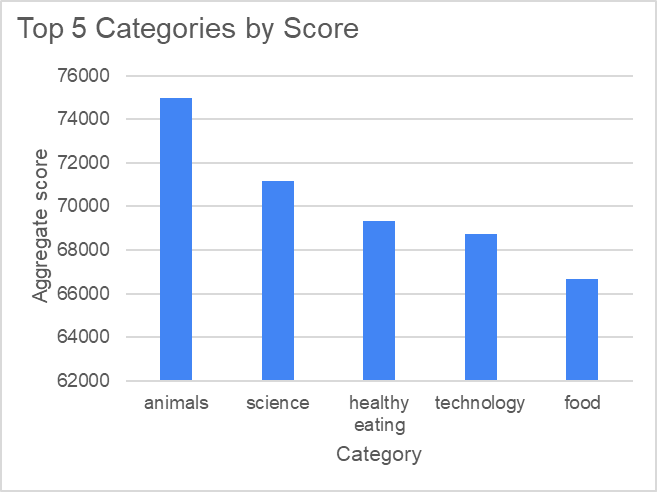 Top 5 Categories by Score
76000
74000
72000
70000
68000
66000
64000
62000
Aggregate score
animals
science
healthy
eating
technology
food
Category